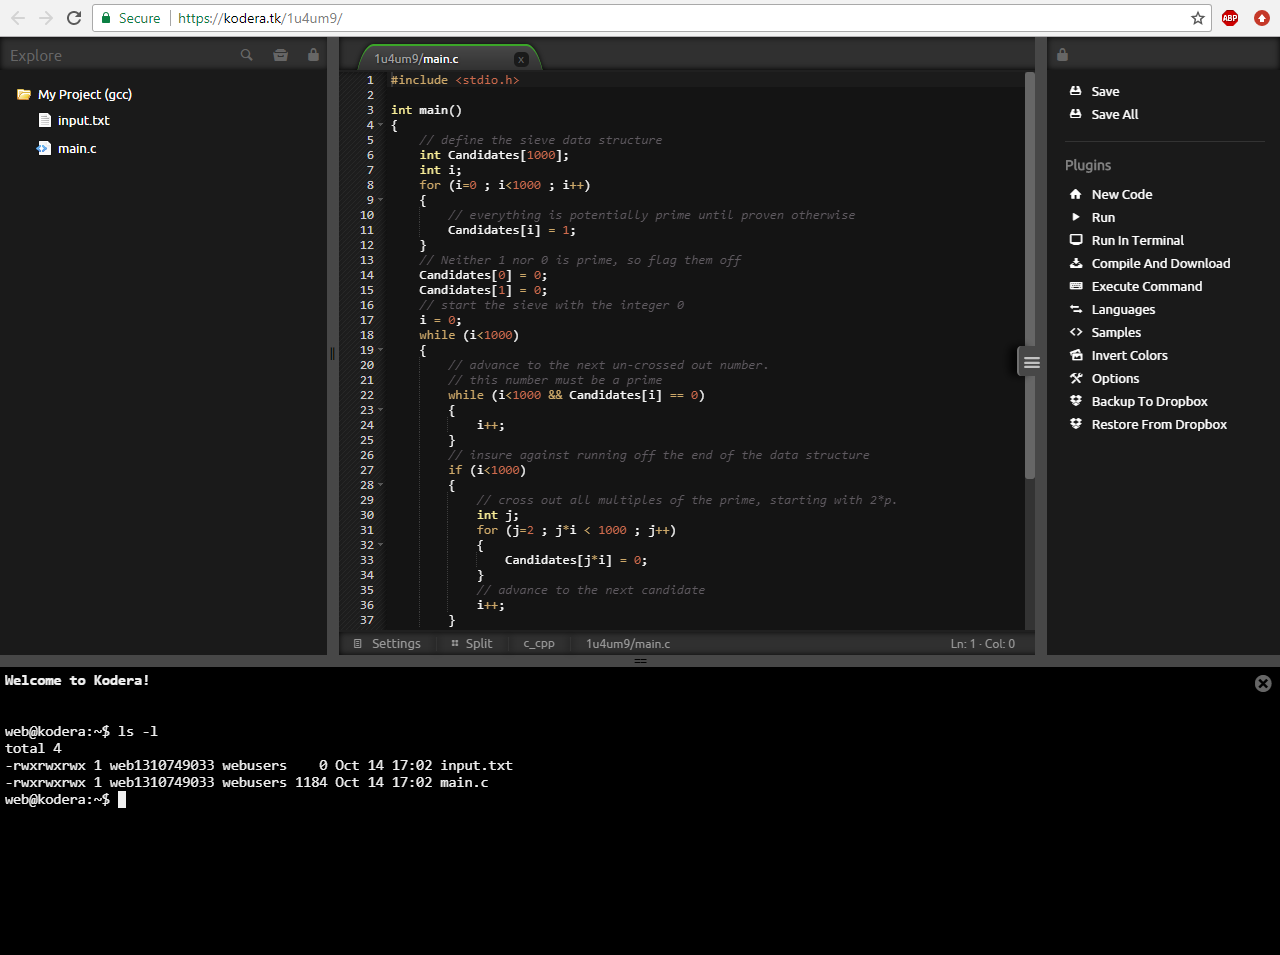 Secure | https://kodera.tk/1u4um9/
ABP
Explore
My Project (gcc)
input.txt
main.c
1u4um9/main.c x
1 #include <stdio.h>
2
3 int main()
4 {
5 // define the sieve data structure
6 int Candidates[1000];
7 int i;
8 for (i=0 ; i<1000 ; i++)
9 {
10 // everything is potentially prime until proven otherwise
11 Candidates[i] = 1;
12 }
13 // Neither 1 nor 0 is prime, so flag them off
14 Candidates[0] = 0;
15 Candidates[1] = 0;
16 // start the sieve with the integer 0
17 i = 0;
18 while (i<1000)
19 {
20 // advance to the next un-crossed out number.
21 // this number must be a prime
22 while (i<1000 && Candidates[i] == 0)
23 {
24 i++;
25 }
26 // insure against running off the end of the data structure
27 if (i<1000)
28 {
29 // cross out all multiples of the prime, starting with 2*p.
30 int j;
31 for (j=2 ; j*i < 1000 ; j++)
32 {
33 Candidates[j*i] = 0;
34 }
35 // advance to the next candidate
36 i++;
37 }
Settings Split c_cpp 1u4um9/main.c Ln: 1 · Col: 0
Save
Save All
Plugins
New Code
Run
Run In Terminal
Compile And Download
Execute Command
Languages
Samples
Invert Colors
Options
Backup To Dropbox
Restore From Dropbox
Welcome to Kodera!
web@kodera:~$ ls -l
total 4
-rwxrwxrwx 1 web1310749033 webusers    0 Oct 14 17:02 input.txt
-rwxrwxrwx 1 web1310749033 webusers 1184 Oct 14 17:02 main.c
web@kodera:~$